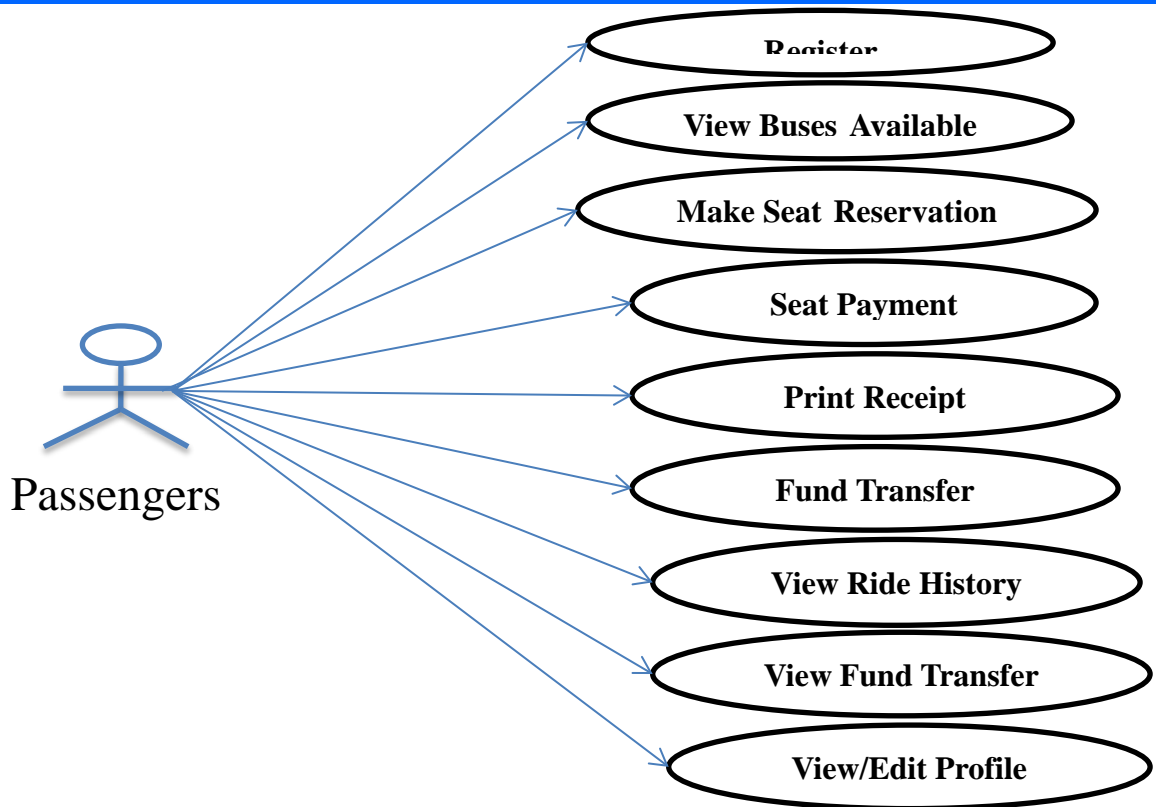 Register
View Buses Available
Make Seat Reservation
Seat Payment
Print Receipt
Passengers
Fund Transfer
View Ride History
View Fund Transfer
View/Edit Profile